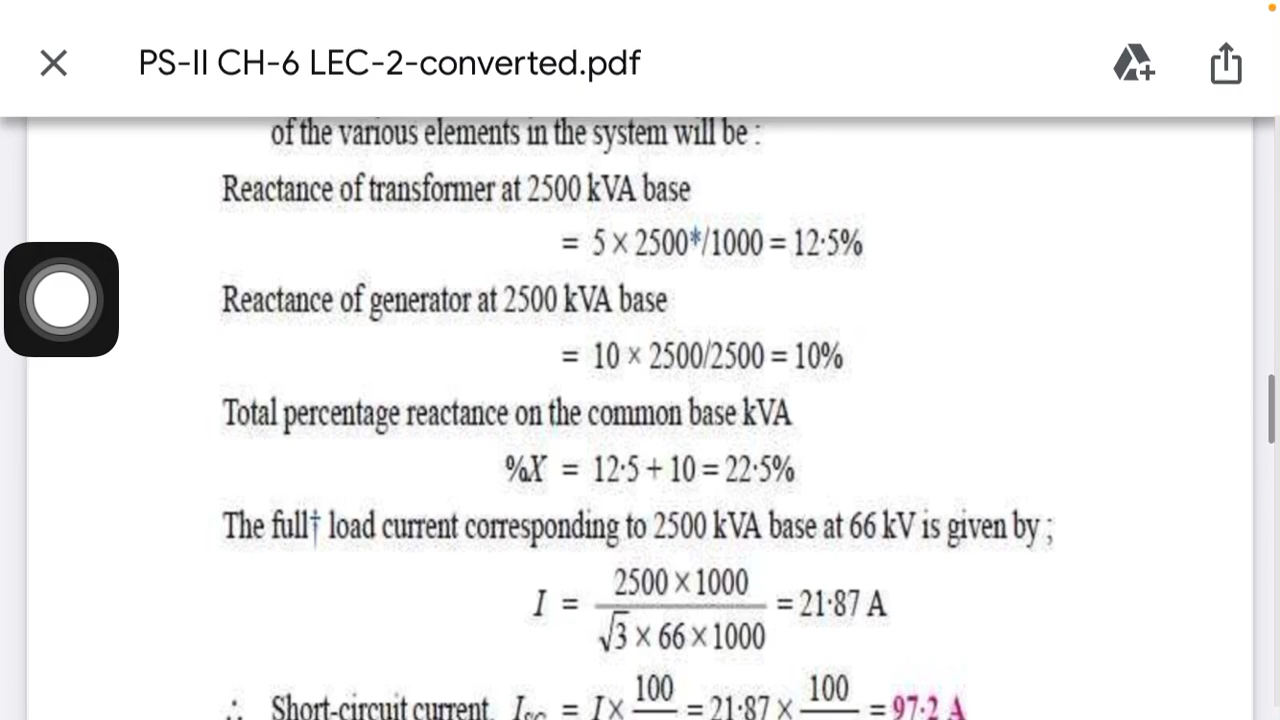 PS-II CH-6 LEC-2-converted.pdf
of the various elements in the system will be :
Reactance of transformer at 2500 kVA base
= 5 × 2500*/1000 = 12·5%
Reactance of generator at 2500 kVA base
= 10 × 2500/2500 = 10%
Total percentage reactance on the common base kVA
%X = 12·5 + 10 = 22·5%
The full† load current corresponding to 2500 kVA base at 66 kV is given by ;
2500 × 1000
I = = 21·87 A
√3 × 66 × 1000
100 100
∴ Short-circuit current, ISC = I × = 21·87 × = 97·2 A